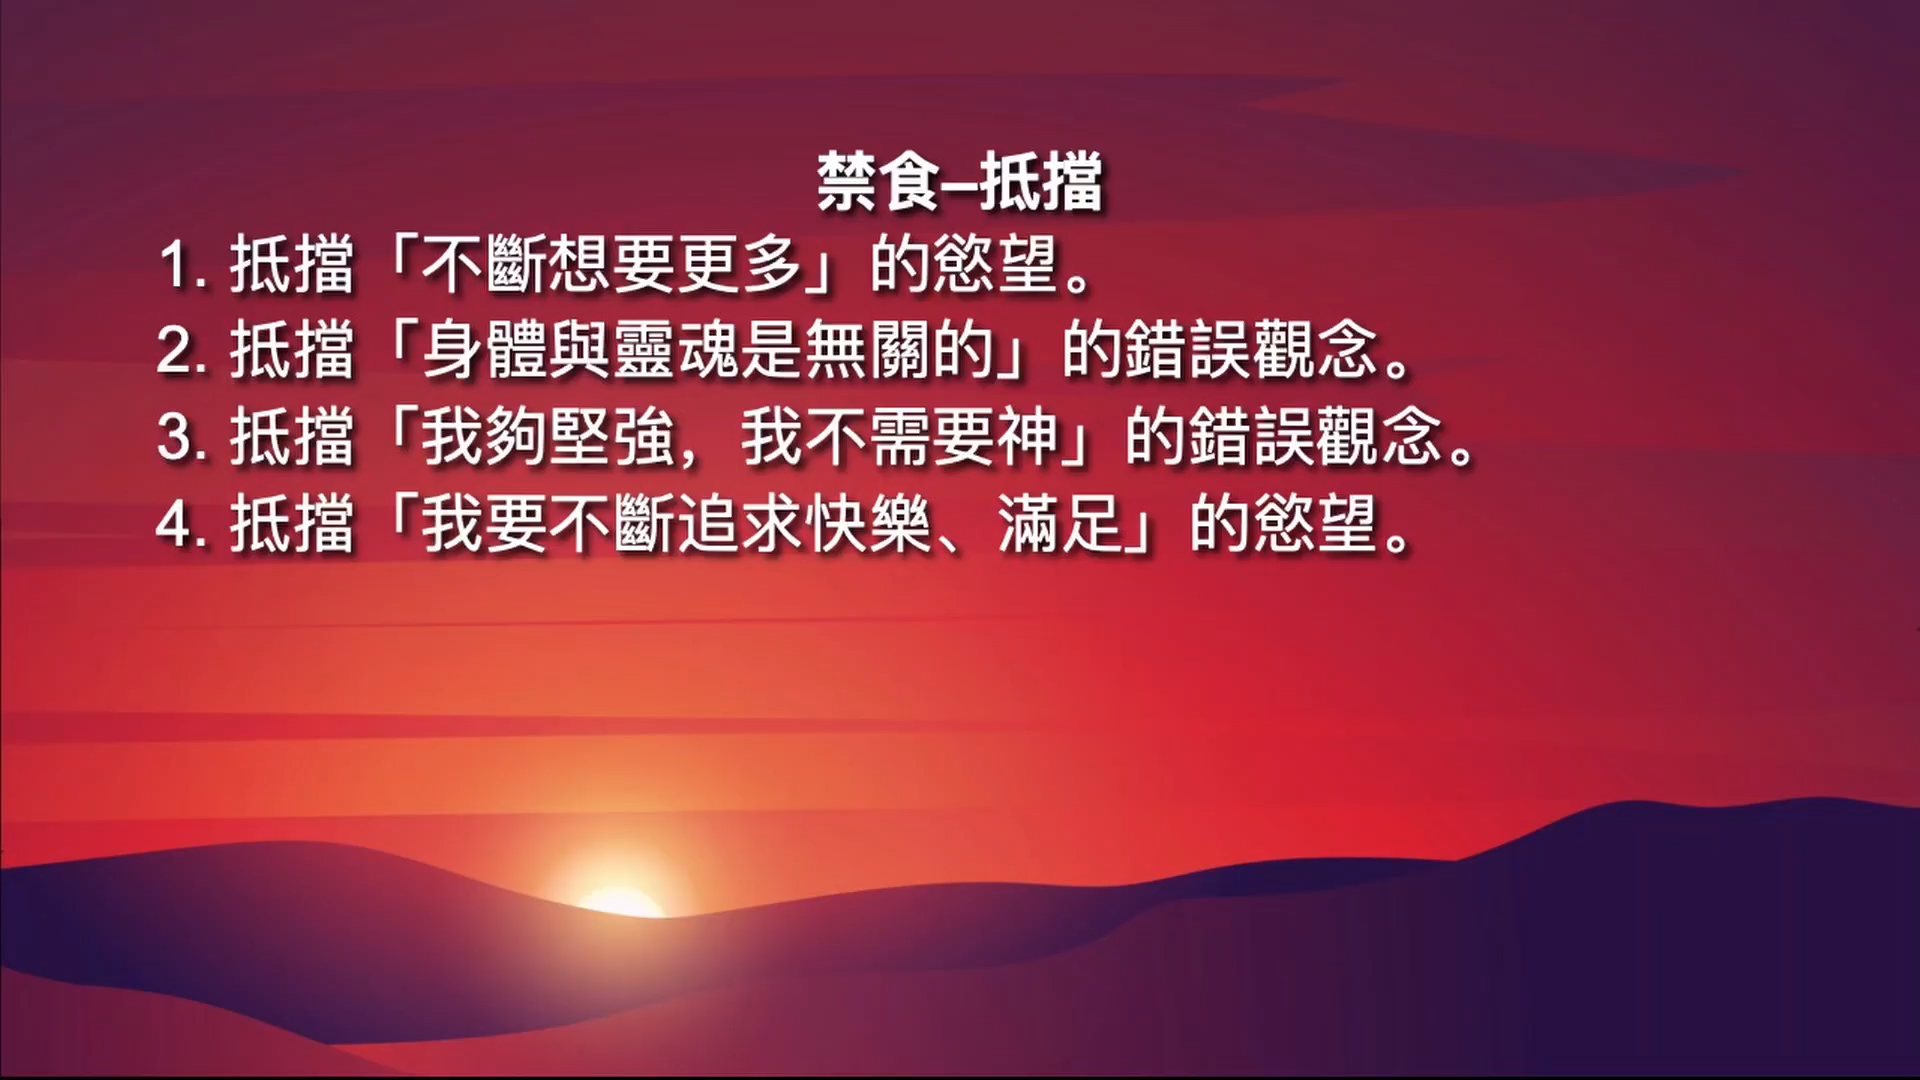 禁食–抵擋
1. 抵擋「不斷想要更多」的慾望。
2. 抵擋「身體與靈魂是無關的」的錯誤觀念。
3. 抵擋「我夠堅強，我不需要神」的錯誤觀念。
4. 抵擋「我要不斷追求快樂、滿足」的慾望。